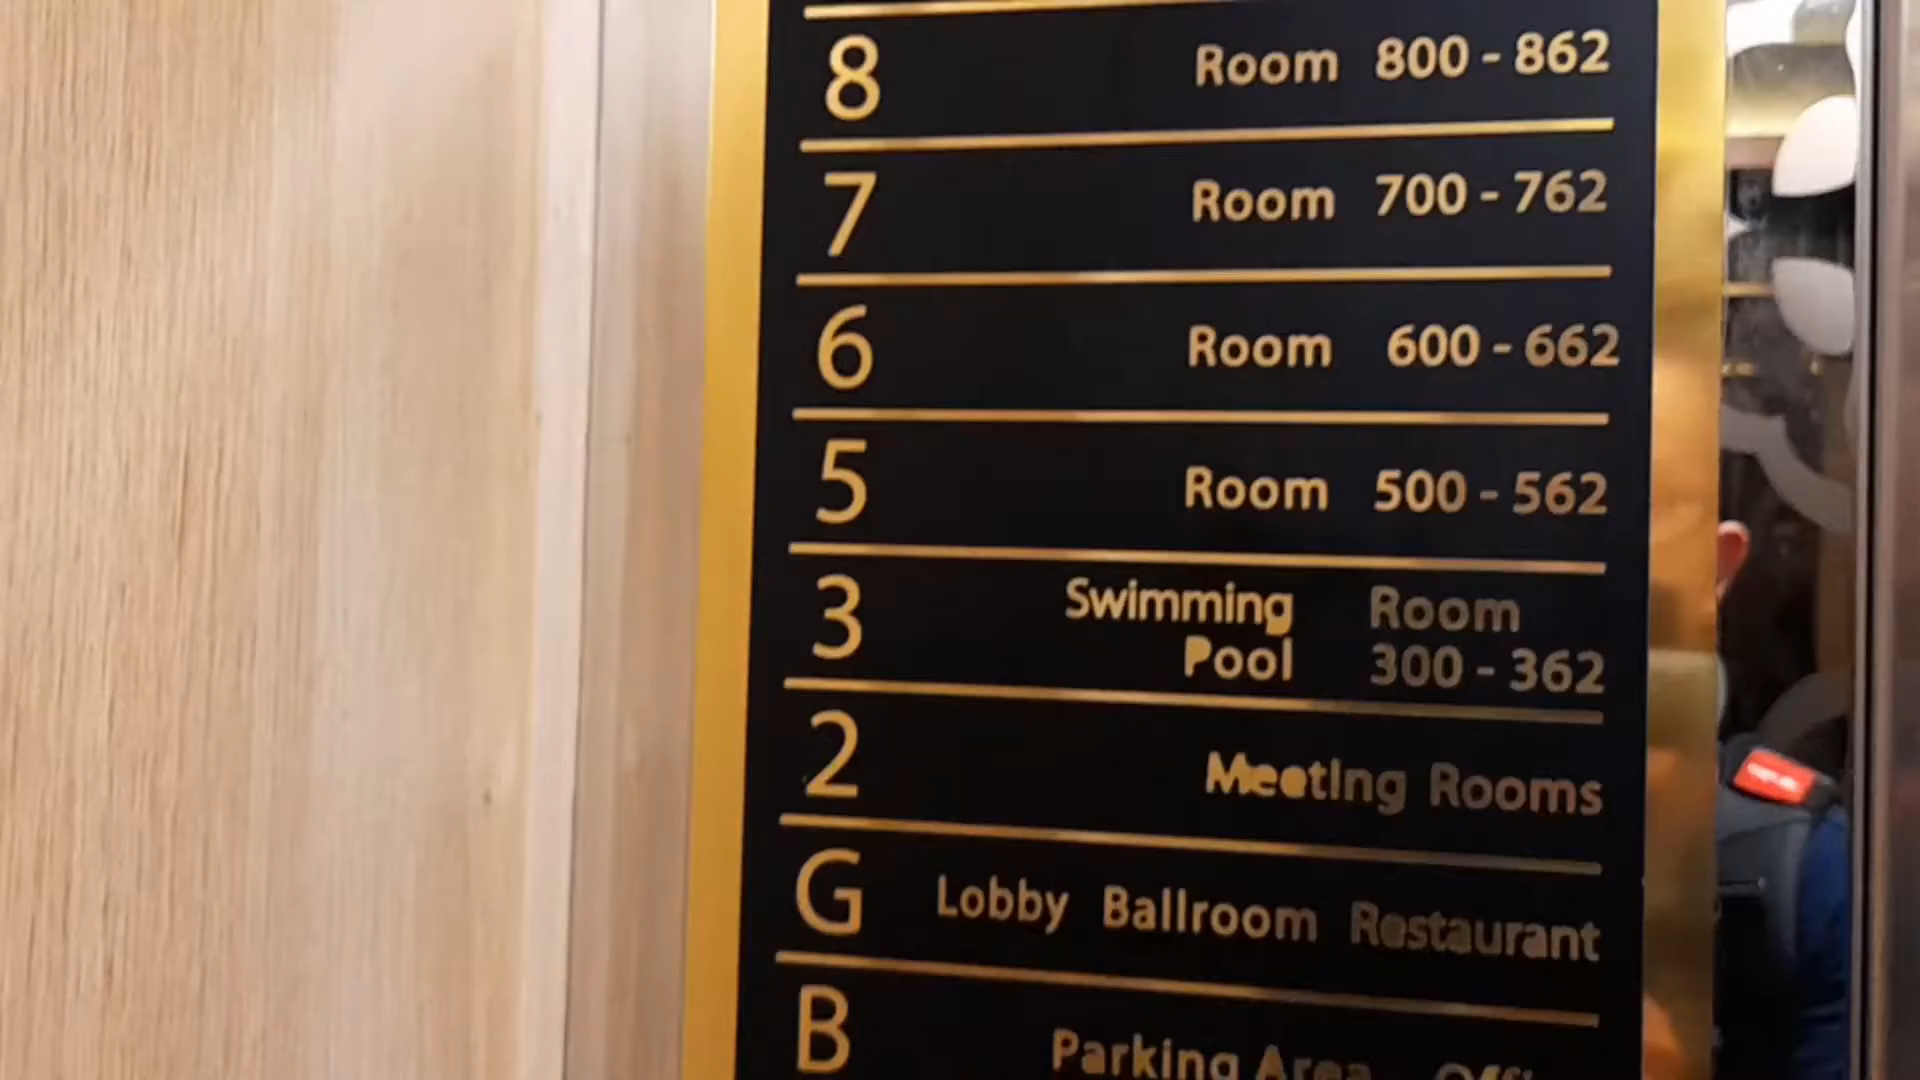 8 Room 800 - 862
7 Room 700 - 762
6 Room 600 - 662
5 Room 500 - 562
3 Swimming Pool Room 300 - 362
2 Meeting Rooms
G Lobby Ballroom Restaurant
B Parking Area